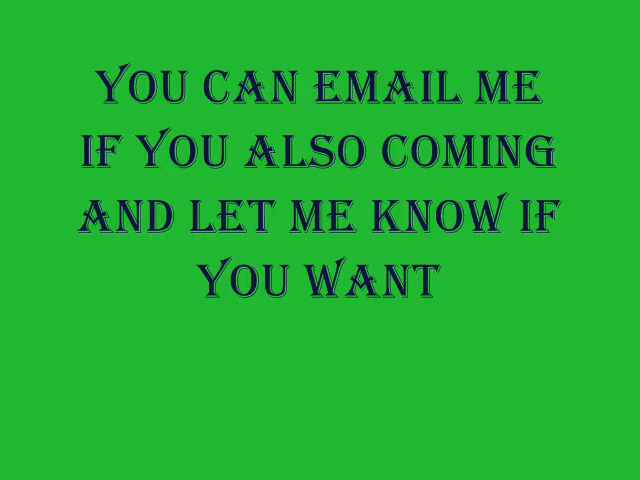 YOU CAN EMAIL ME
IF YOU ALSO COMING
AND LET ME KNOW IF
YOU WANT